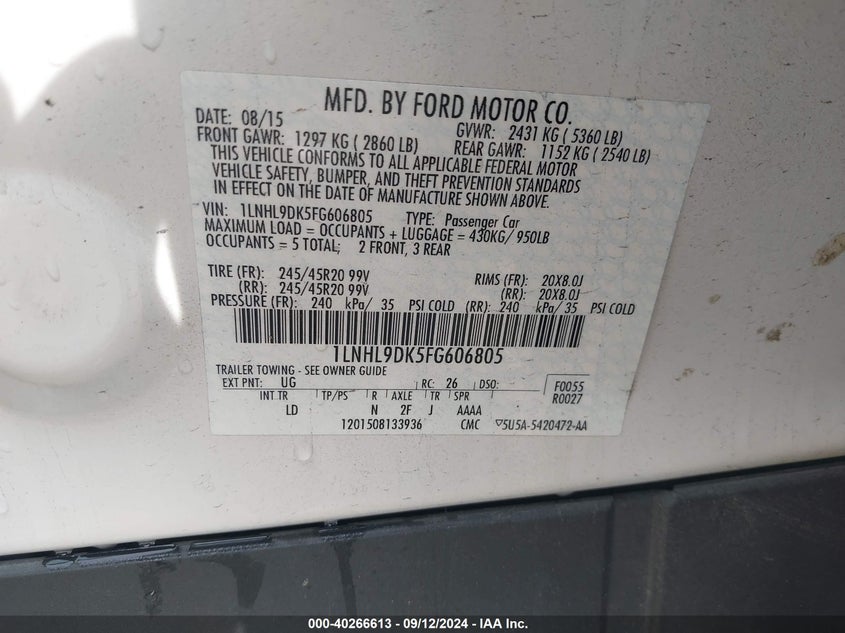 MFD. BY FORD MOTOR CO.
DATE: 08/15 GVWR: 2431 KG ( 5360 LB)
FRONT GAWR: 1297 KG ( 2860 LB) REAR GAWR: 1152 KG ( 2540 LB)
THIS VEHICLE CONFORMS TO ALL APPLICABLE FEDERAL MOTOR
VEHICLE SAFETY, BUMPER, AND THEFT PREVENTION STANDARDS
IN EFFECT ON THE DATE OF MANUFACTURE SHOWN ABOVE.
VIN: 1LNHL9DK5FG606805 TYPE: Passenger Car
MAXIMUM LOAD = OCCUPANTS + LUGGAGE = 430KG/ 950LB
OCCUPANTS = 5 TOTAL; 2 FRONT, 3 REAR
TIRE (FR): 245/45R20 99V RIMS (FR): 20X8.0J
(RR): 245/45R20 99V (RR): 20X8.0J
PRESSURE (FR): 240 kPa/ 35 PSI COLD (RR): 240 kPa/ 35 PSI COLD
1LNHL9DK5FG606805
TRAILER TOWING - SEE OWNER GUIDE
EXT PNT: UG RC: 26 DSO: F0055
INT TR TP/PS R AXLE TR SPR R0027
LD N 2F J AAAA
1201508133936 CMC ▽5U5A-5420472-AA
000-40266613 - 09/12/2024 - IAA Inc.